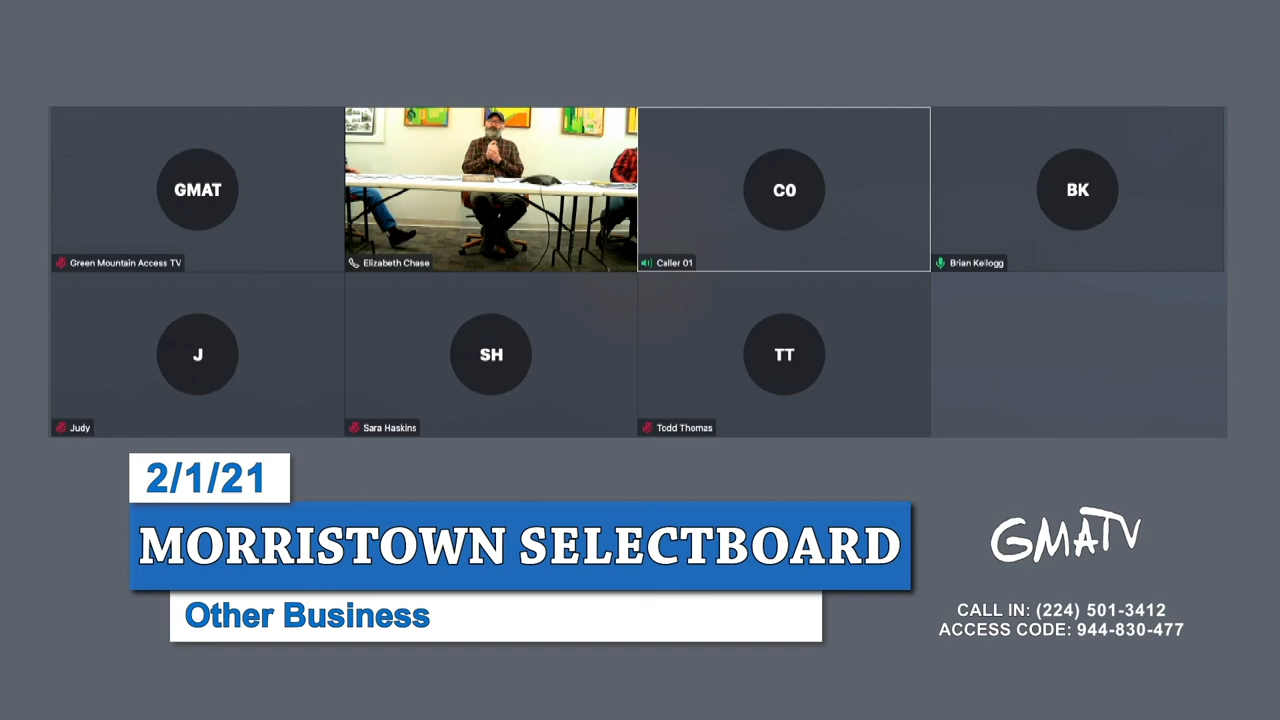 GMAT
C0
BK
Green Mountain Access TV
Elizabeth Chase
Caller 01
Brian Kellogg
J
SH
TT
Judy
Sara Haskins
Todd Thomas
2/1/21
MORRISTOWN SELECTBOARD
Other Business
GMATV
CALL IN: (224) 501-3412
ACCESS CODE: 944-830-477